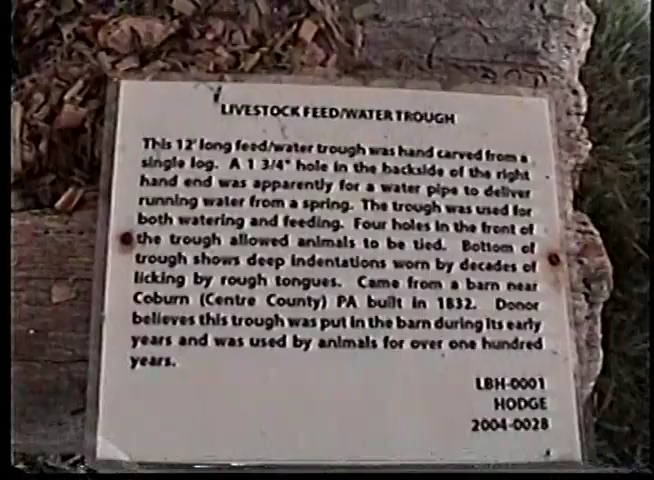 LIVESTOCK FEED/WATER TROUGH
This 12' long feed/water trough was hand carved from a
single log. A 1 3/4" hole in the backside of the right
hand end was apparently for a water pipe to deliver
running water from a spring. The trough was used for
both watering and feeding. Four holes in the front of
the trough allowed animals to be tied. Bottom of
trough shows deep indentations worn by decades of
licking by rough tongues. Came from a barn near
Coburn (Centre County) PA built in 1832. Donor
believes this trough was put in the barn during its early
years and was used by animals for over one hundred
years.
LBH-0001
HODGE
2004-0028